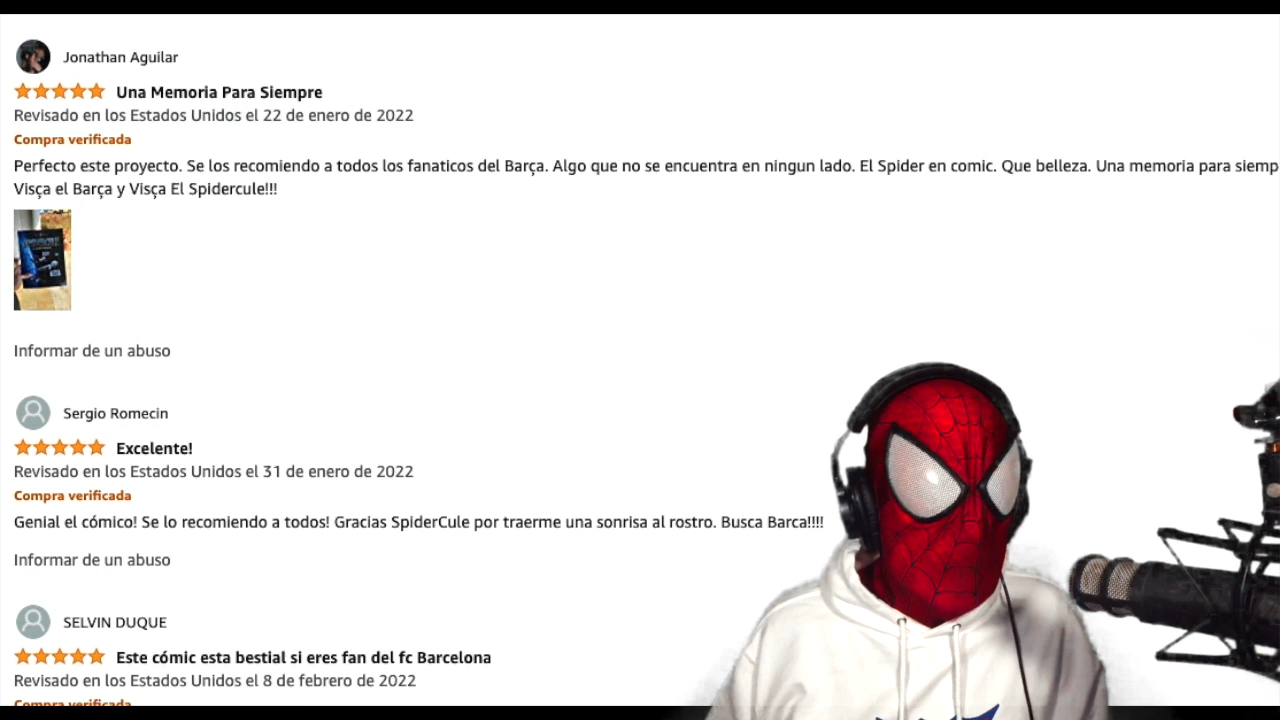 Jonathan Aguilar
Una Memoria Para Siempre
Revisado en los Estados Unidos el 22 de enero de 2022
Compra verificada
Perfecto este proyecto. Se los recomiendo a todos los fanaticos del Barça. Algo que no se encuentra en ningun lado. El Spider en comic. Que belleza. Una memoria para siemp
Visça el Barça y Visça El Spidercule!!!
Informar de un abuso
Sergio Romecin
Excelente!
Revisado en los Estados Unidos el 31 de enero de 2022
Compra verificada
Genial el cómico! Se lo recomiendo a todos! Gracias SpiderCule por traerme una sonrisa al rostro. Busca Barca!!!!
Informar de un abuso
SELVIN DUQUE
Este cómic esta bestial si eres fan del fc Barcelona
Revisado en los Estados Unidos el 8 de febrero de 2022
Compra verificada